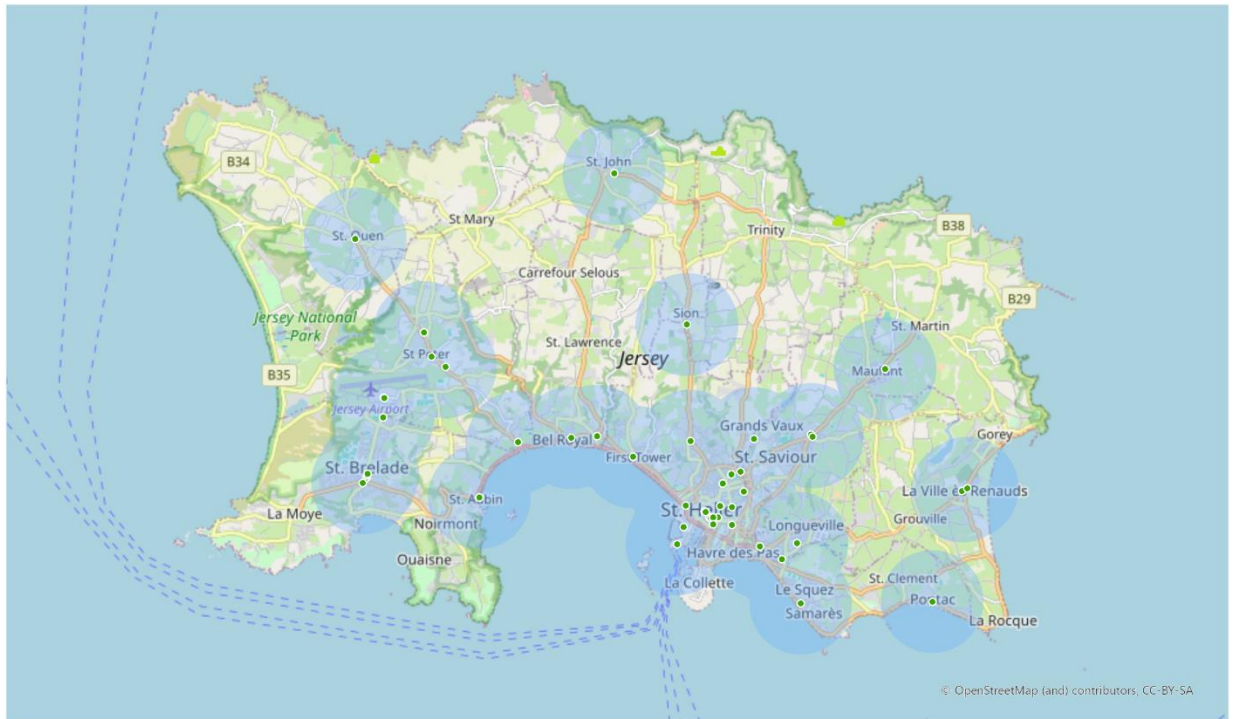 St. John
B34
St. Ouen
St Mary
Trinity
B38
Carrefour Selous
B29
Jersey National
Park
Sion
St. Martin
St. Lawrence
St Peter
Jersey
B35
Maufant
Jersey Airport
Grands Vaux
Gorey
Bel Royal
First Tower
St. Saviour
St. Brelade
La Ville ès Renauds
St. Aubin
La Moye
St. Helier
Grouville
Noirmont
Longueville
Havre des Pas
Ouaisne
St. Clement
La Collette
Le Squez
Pontac
Samarès
La Rocque
© OpenStreetMap (and) contributors, CC-BY-SA